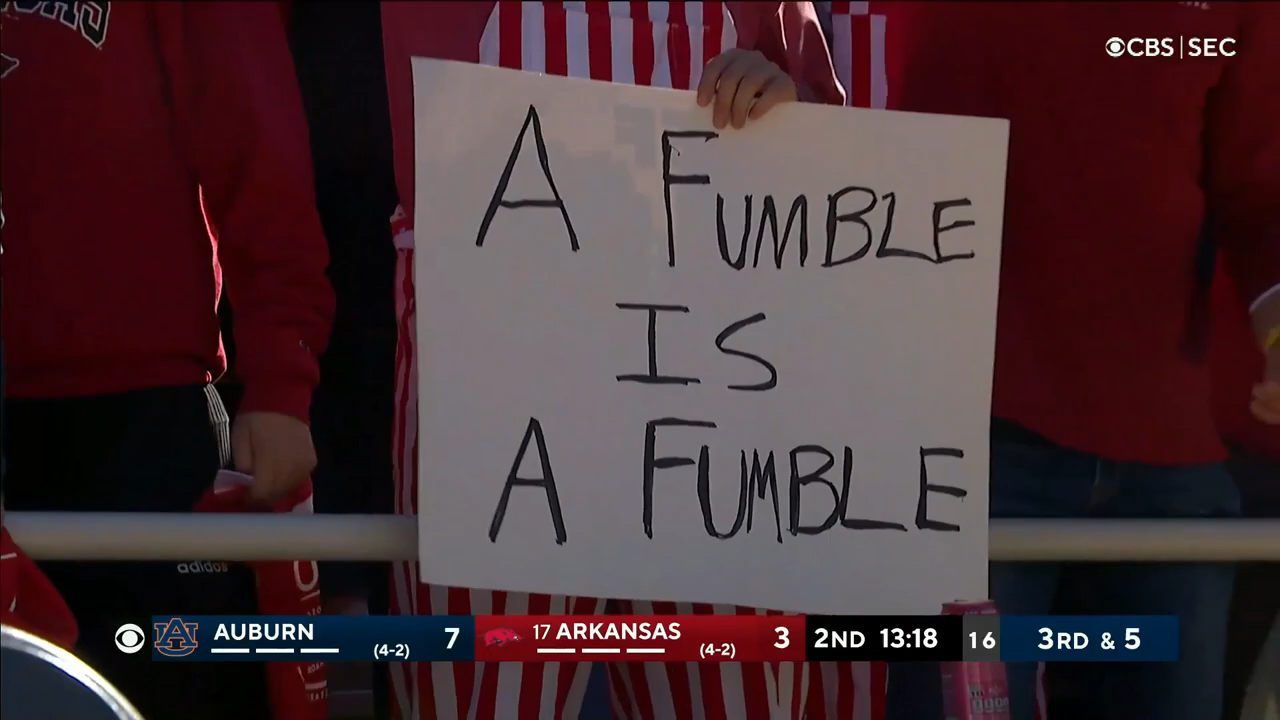 CBS | SEC
A FUMBLE
IS
A FUMBLE
adidas
AUBURN (4-2) 7 17 ARKANSAS (4-2) 3 2ND 13:18 16 3RD & 5